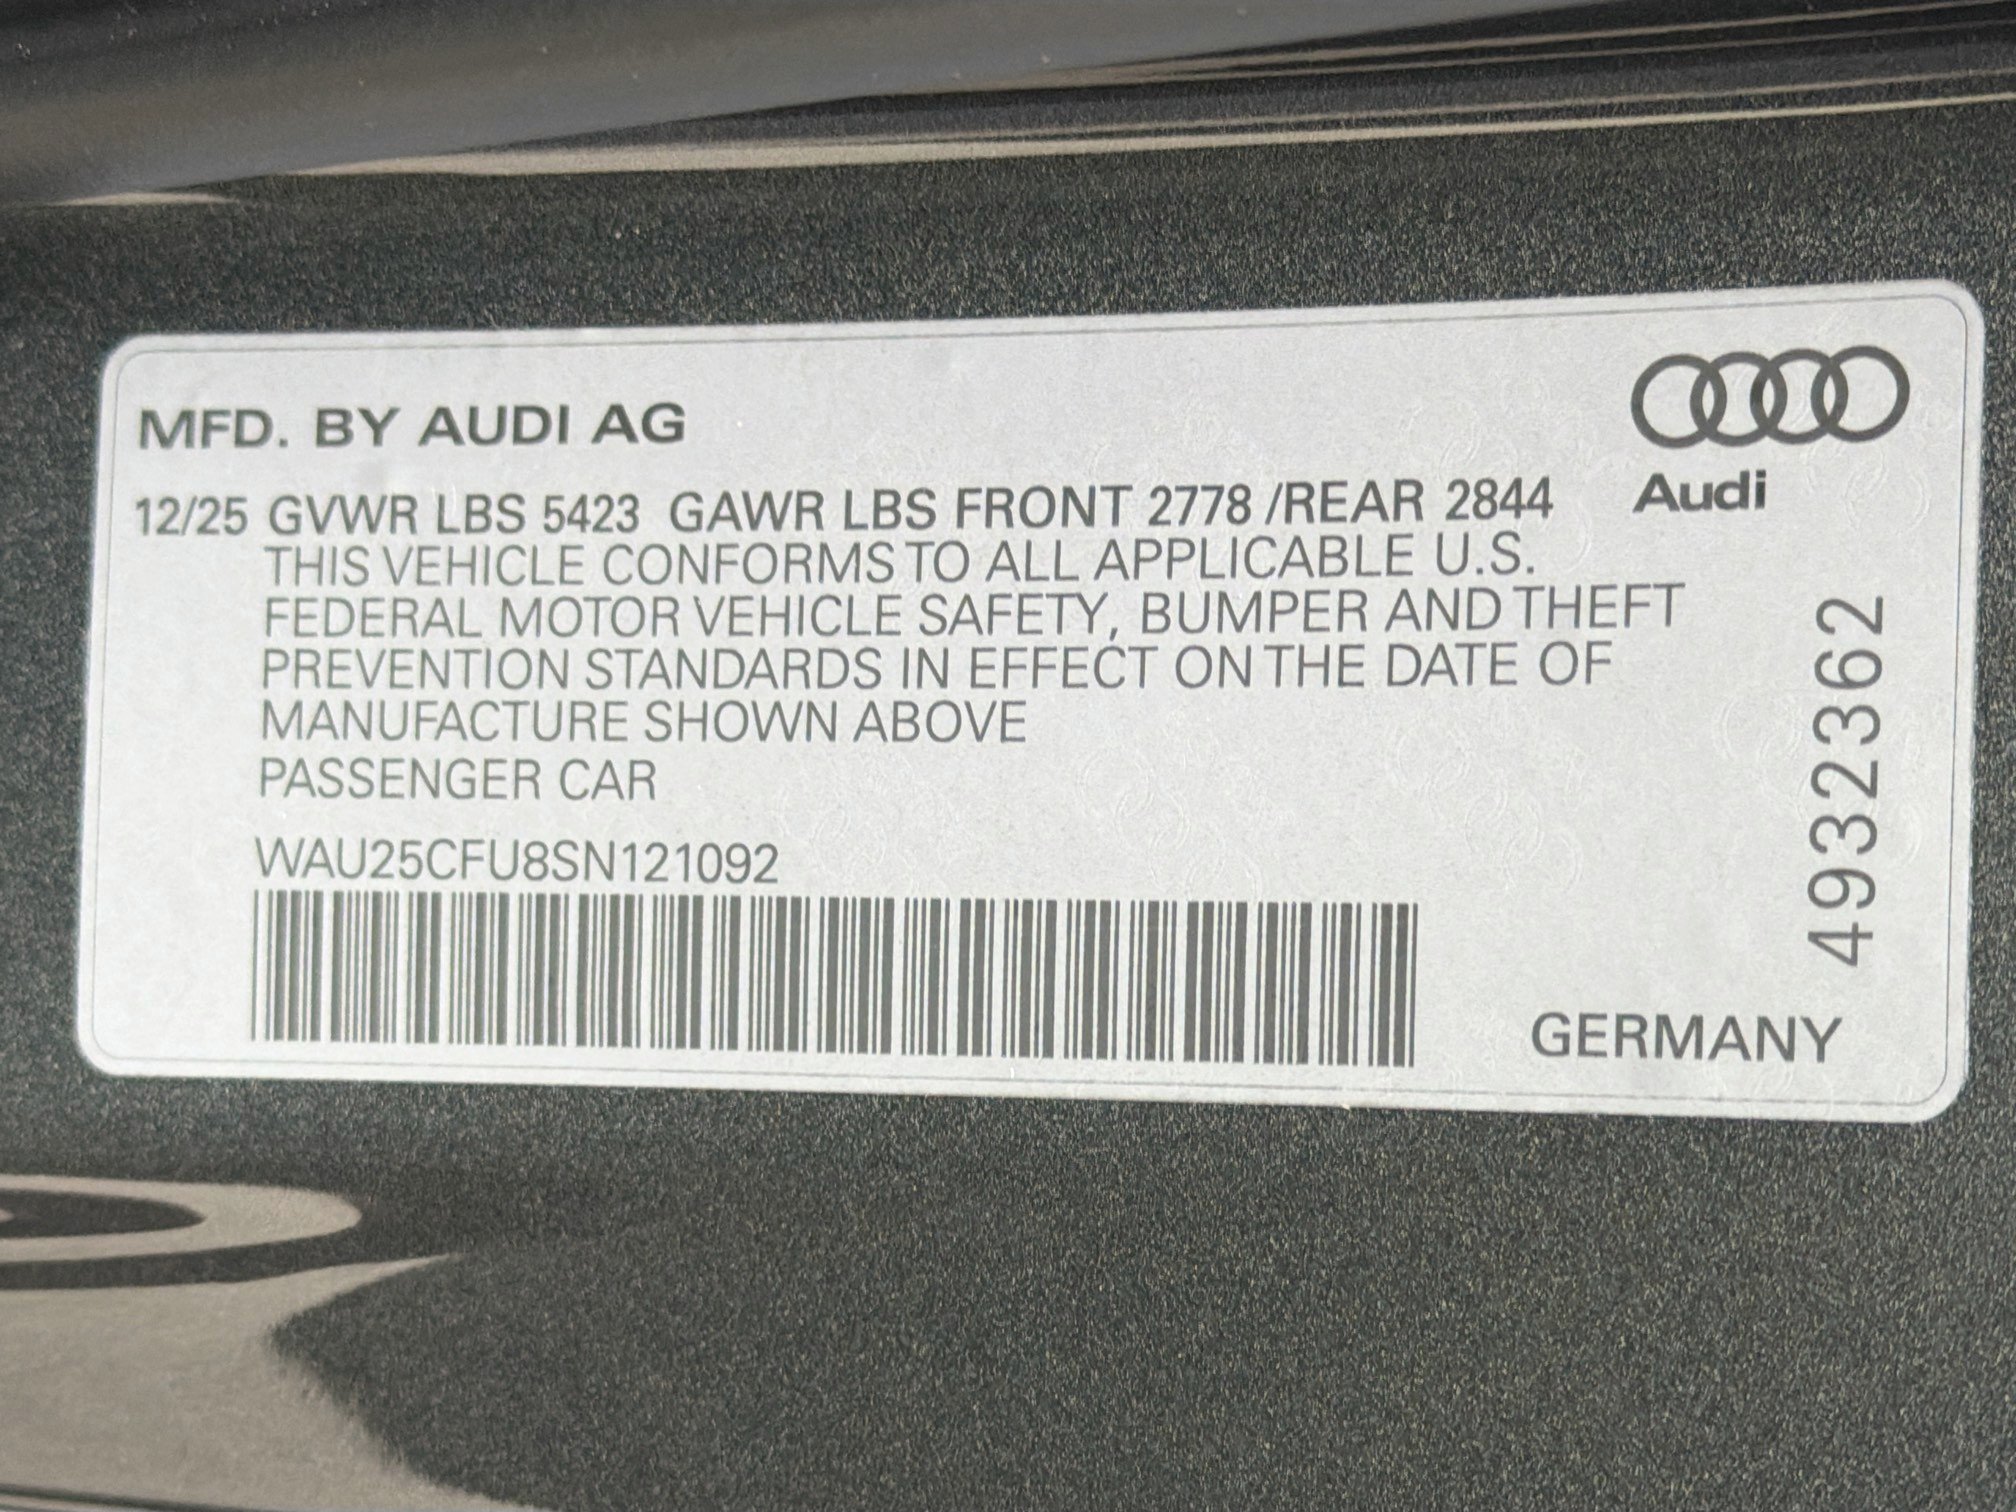 MFD. BY AUDI AG
12/25 GVWR LBS 5423 GAWR LBS FRONT 2778 /REAR 2844
Audi
THIS VEHICLE CONFORMS TO ALL APPLICABLE U.S.
FEDERAL MOTOR VEHICLE SAFETY, BUMPER AND THEFT
PREVENTION STANDARDS IN EFFECT ON THE DATE OF
MANUFACTURE SHOWN ABOVE
PASSENGER CAR
WAU25CFU8SN121092
4932362
GERMANY